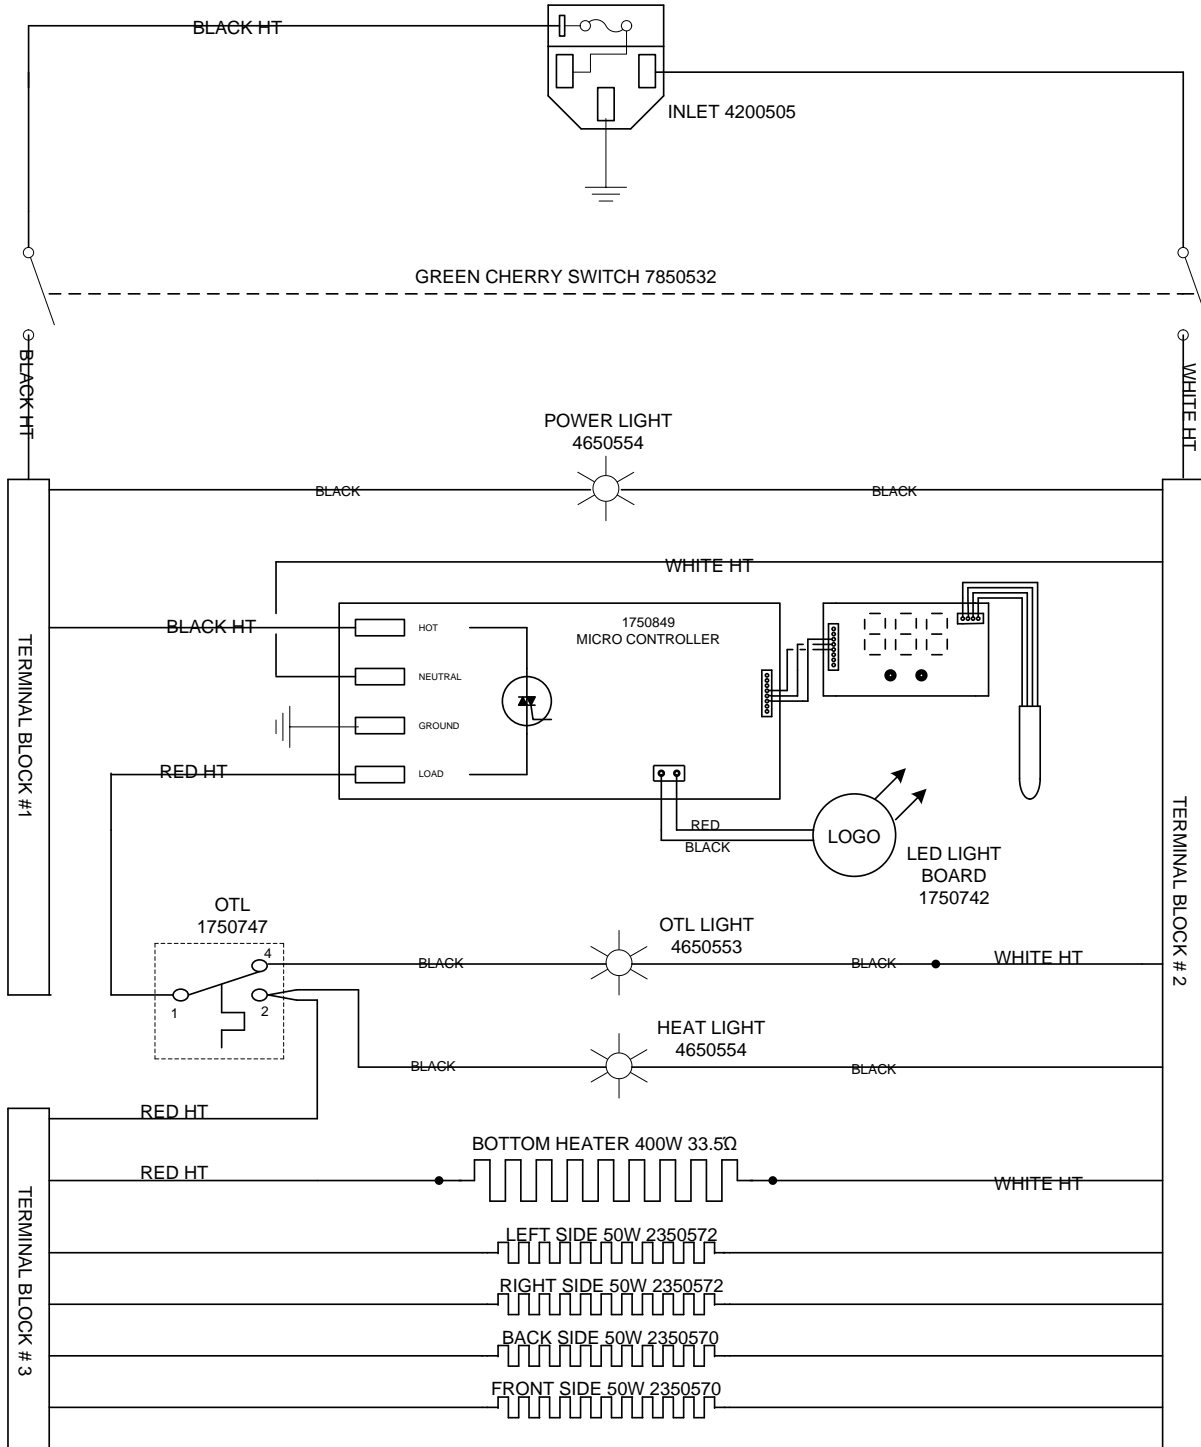 BLACK HT
INLET 4200505
GREEN CHERRY SWITCH 7850532
BLACK HT
WHITE HT
POWER LIGHT
4650554
BLACK
BLACK
WHITE HT
TERMINAL BLOCK #1
BLACK HT
HOT
1750849
MICRO CONTROLLER
NEUTRAL
GROUND
RED HT
LOAD
RED
BLACK
LOGO
LED LIGHT
BOARD
1750742
TERMINAL BLOCK # 2
OTL
1750747
4
1
2
OTL LIGHT
4650553
BLACK
BLACK
WHITE HT
HEAT LIGHT
4650554
BLACK
BLACK
RED HT
BOTTOM HEATER 400W 33.5Ω
RED HT
WHITE HT
TERMINAL BLOCK # 3
LEFT SIDE 50W 2350572
RIGHT SIDE 50W 2350572
BACK SIDE 50W 2350570
FRONT SIDE 50W 2350570